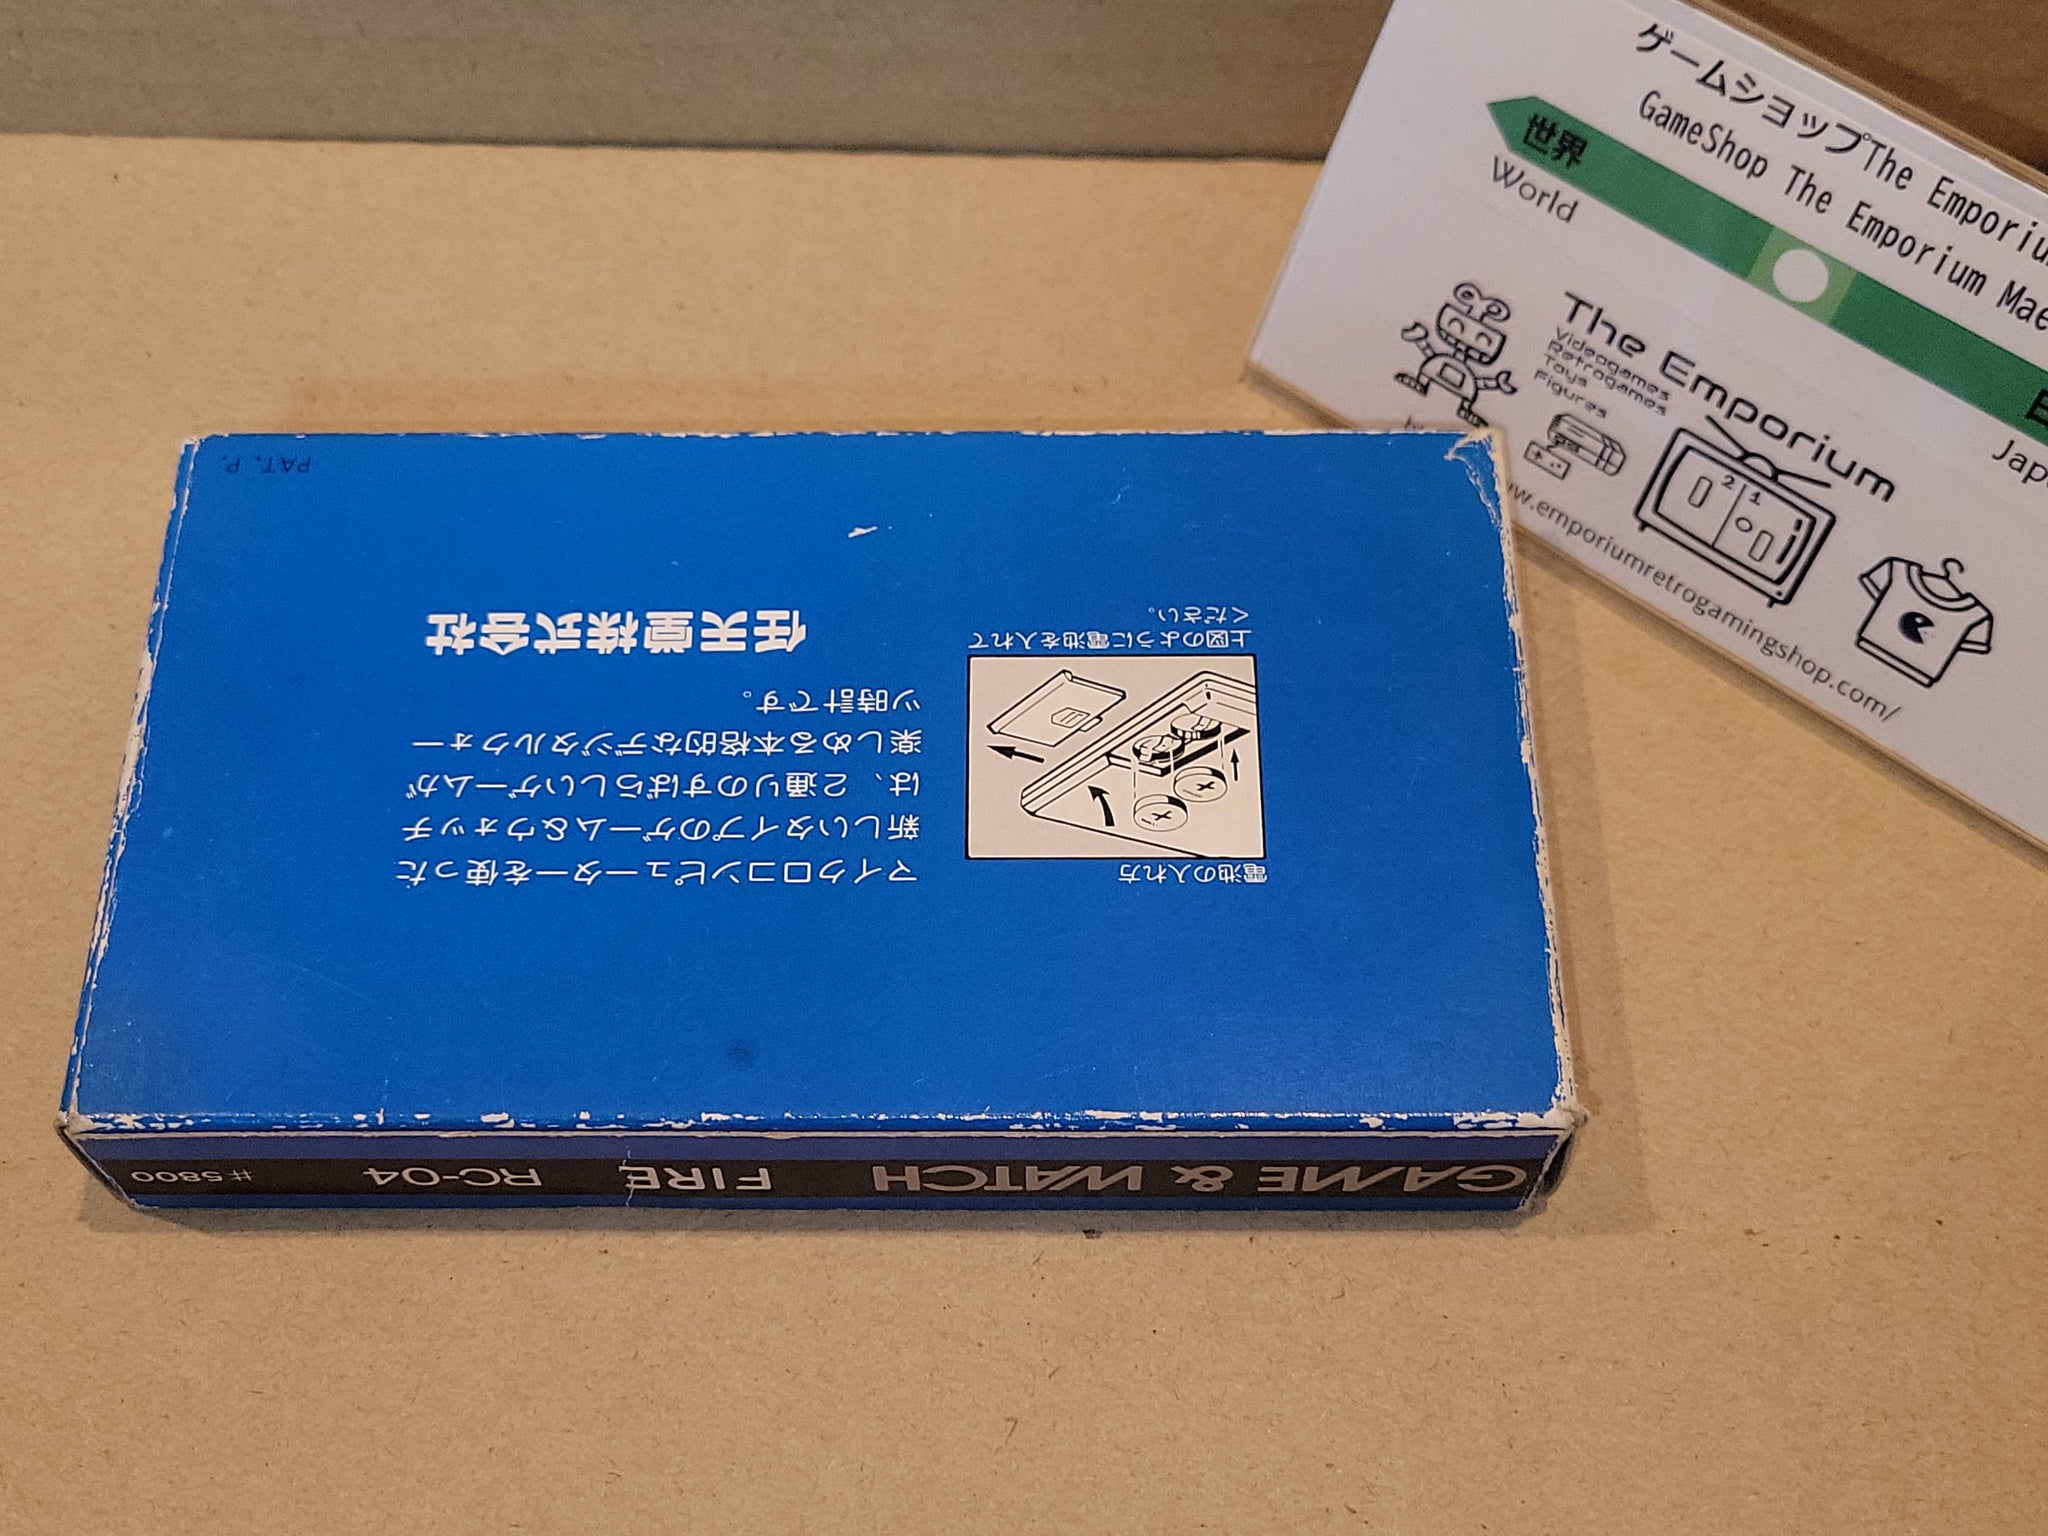 電池の入れ方
上図のように電池を入れて
ください。
マイクロコンピューターを使った
新しいタイプのゲーム&ウォッチ
は、2通りのすばらしいゲームが
楽しめる本格的なデジタルクォー
ツ時計です。
任天堂株式会社
PAT. P.
GAME & WATCH FIRE RC-04 #5800
ゲームショップThe Emporiu
GameShop The Emporium Mae
世界
World
Jap
The Emporium
Videogames
Retrogames
Toys
Figures
2 1
w.emporiumretrogamingshop.com/